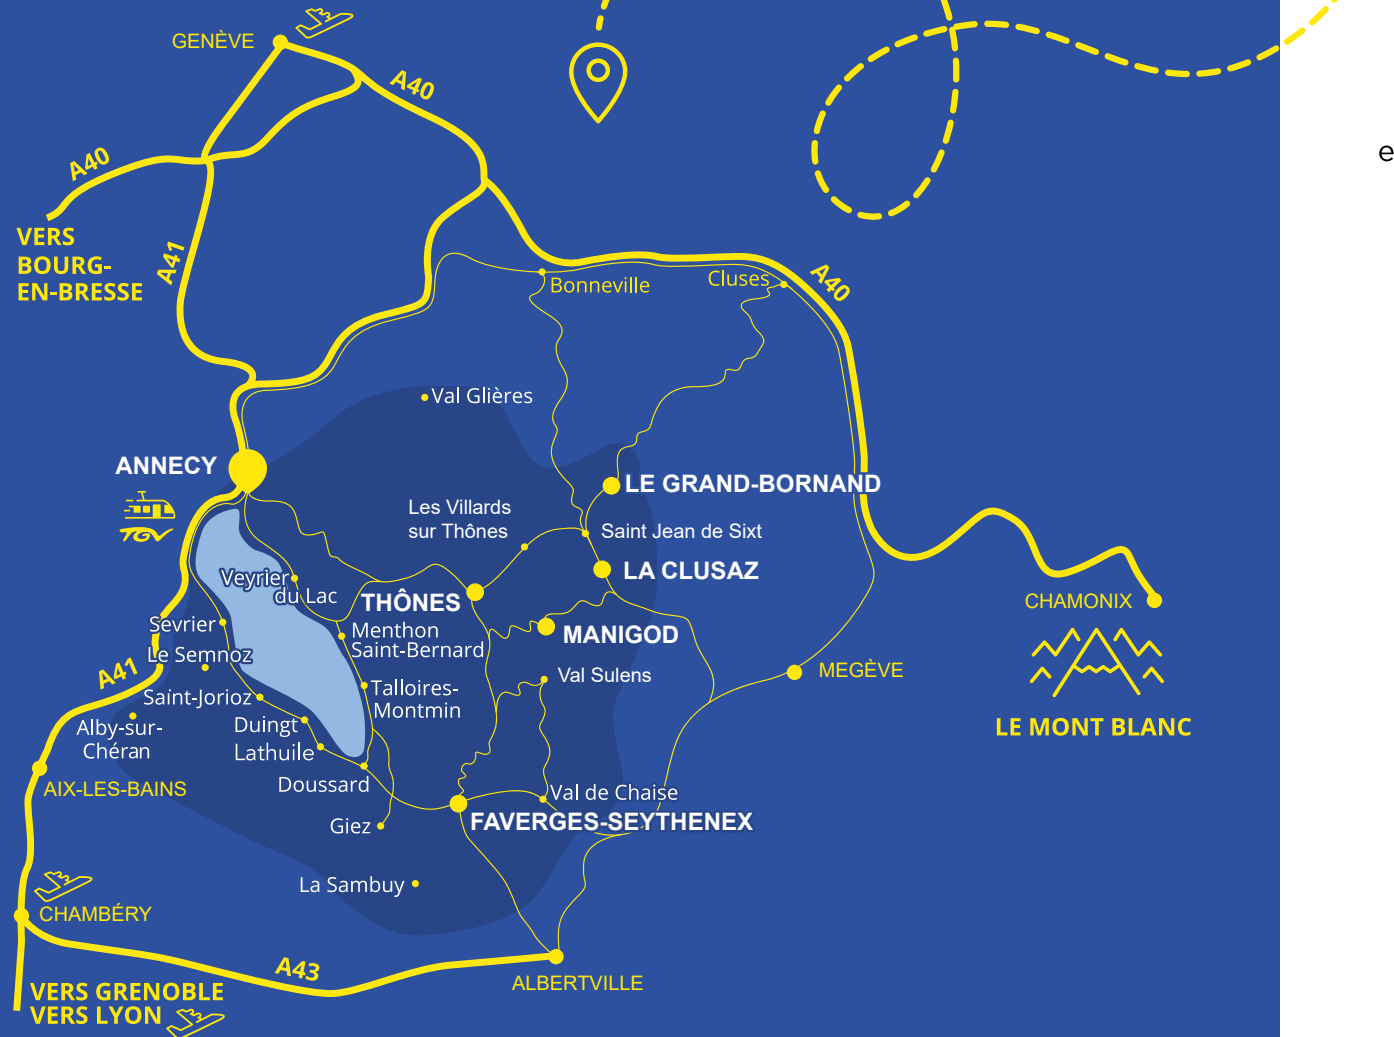 GENÈVE
A40
A40
e
VERS
BOURG-
EN-BRESSE
A41
Bonneville
Cluses
A40
Val Glières
ANNECY
TGV
LE GRAND-BORNAND
Les Villards
sur Thônes
Saint Jean de Sixt
LA CLUSAZ
Veyrier
du Lac
THÔNES
CHAMONIX
Sevrier
Menthon
Saint-Bernard
MANIGOD
Le Semnoz
A41
Val Sulens
MEGÈVE
Saint-Jorioz
Talloires-
Montmin
Alby-sur-
Chéran
Duingt
Lathuile
LE MONT BLANC
Doussard
AIX-LES-BAINS
Val de Chaise
Giez
FAVERGES-SEYTHENEX
La Sambuy
CHAMBÉRY
A43
ALBERTVILLE
VERS GRENOBLE
VERS LYON